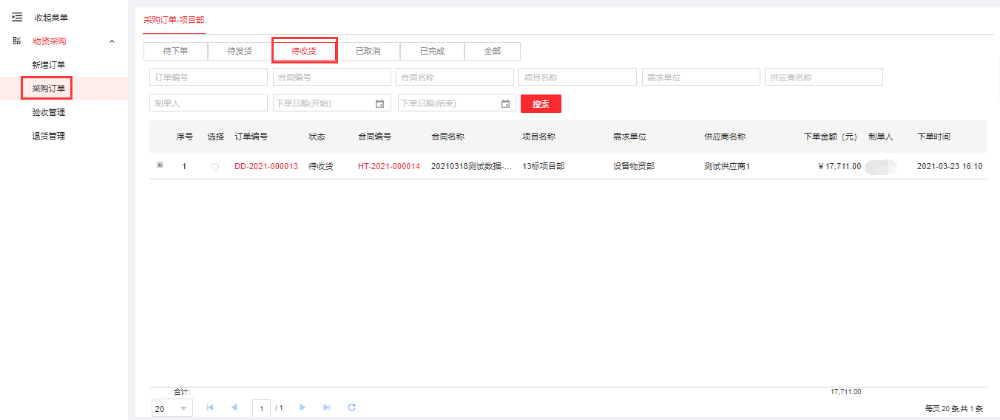 收起菜单
物资采购
新增订单
采购订单
验收管理
退货管理
采购订单-项目部
待下单 待发货 待收货 已取消 已完成 全部
订单编号 合同编号 合同名称 项目名称 需求单位 供应商名称
制单人 下单日期(开始) 下单日期(结束) 搜索
序号 选择 订单编号 状态 合同编号 合同名称 项目名称 需求单位 供应商名称 下单金额（元） 制单人 下单时间
1 DD-2021-000013 待收货 HT-2021-000014 20210318测试数据-... 13标项目部 设备物资部 测试供应商1 ¥ 17,711.00 2021-03-23 16:10
合计: 17,711.00
20 1 / 1 每页 20 条,共 1 条